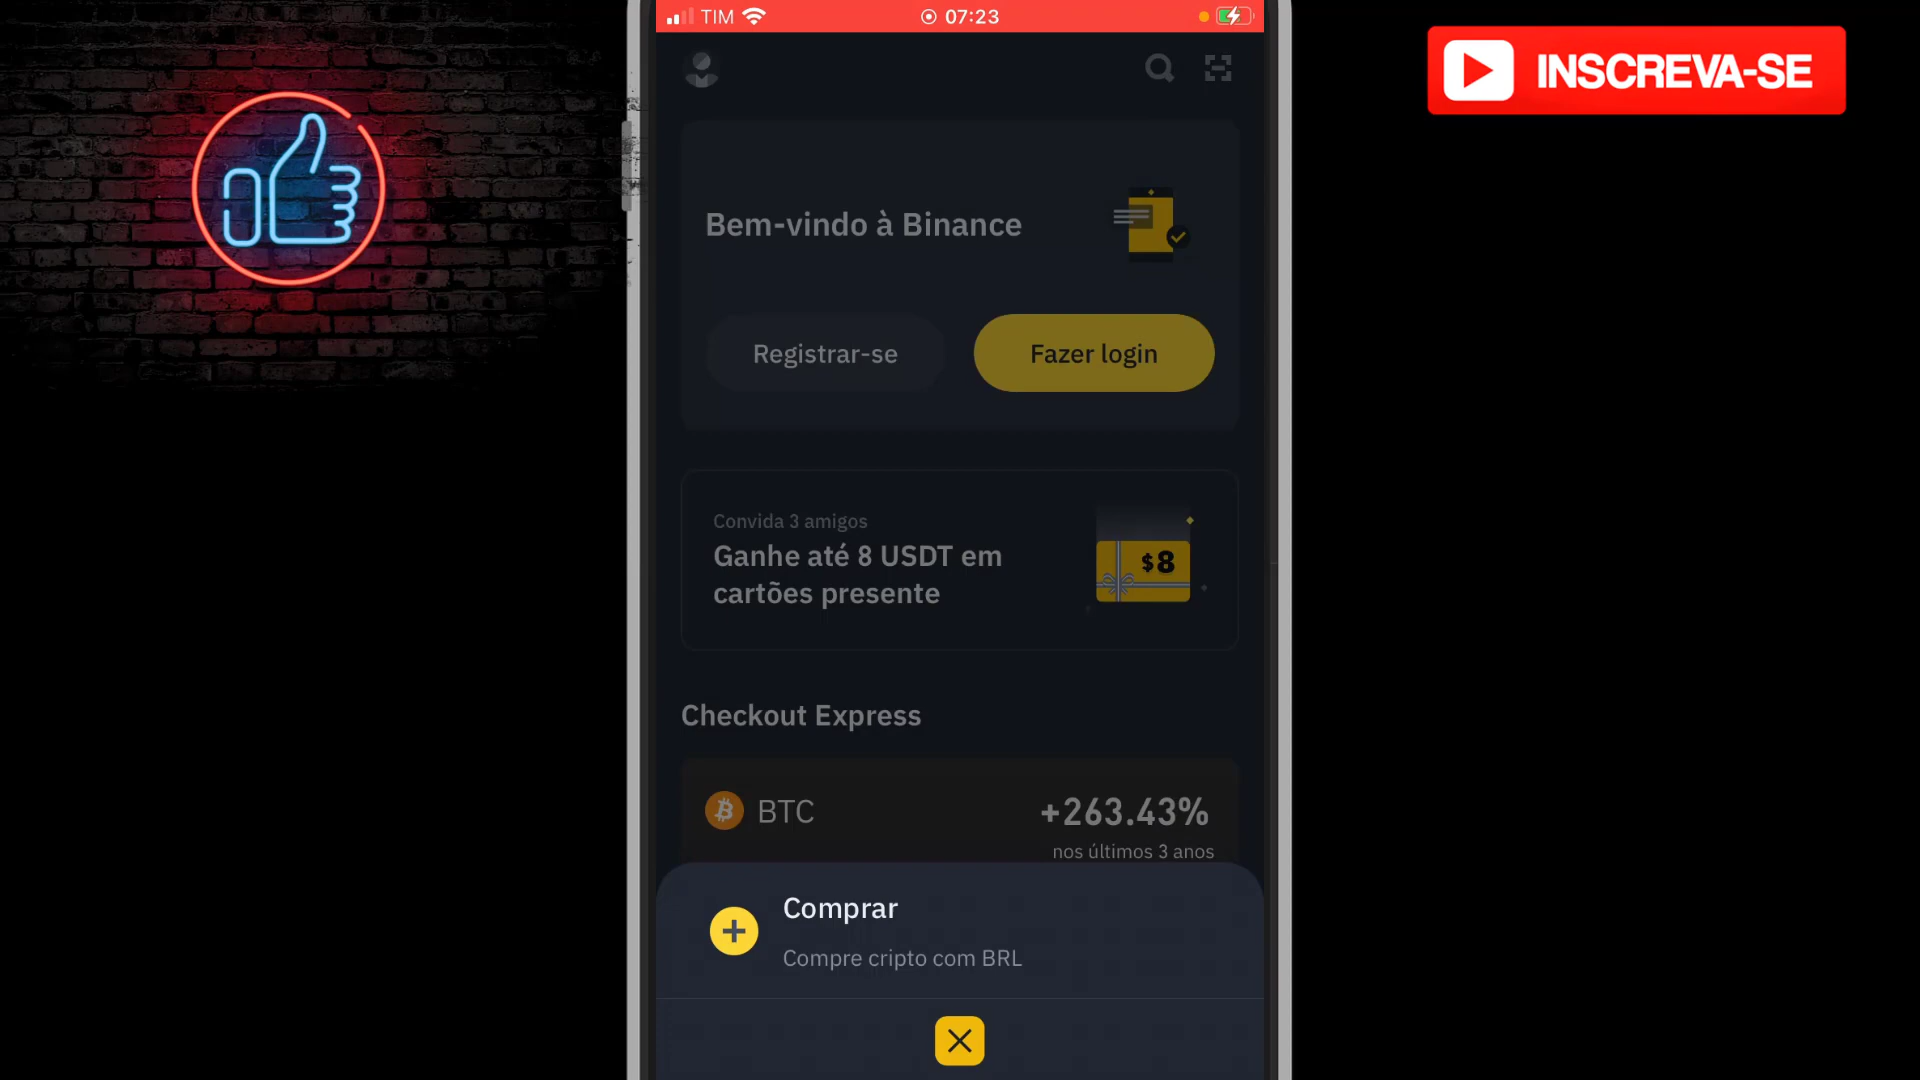 TIM 07:23
INSCREVA-SE
Bem-vindo à Binance
Registrar-se
Fazer login
Convida 3 amigos
Ganhe até 8 USDT em
cartões presente
$8
Checkout Express
BTC
+263.43%
nos últimos 3 anos
Comprar
Compre cripto com BRL